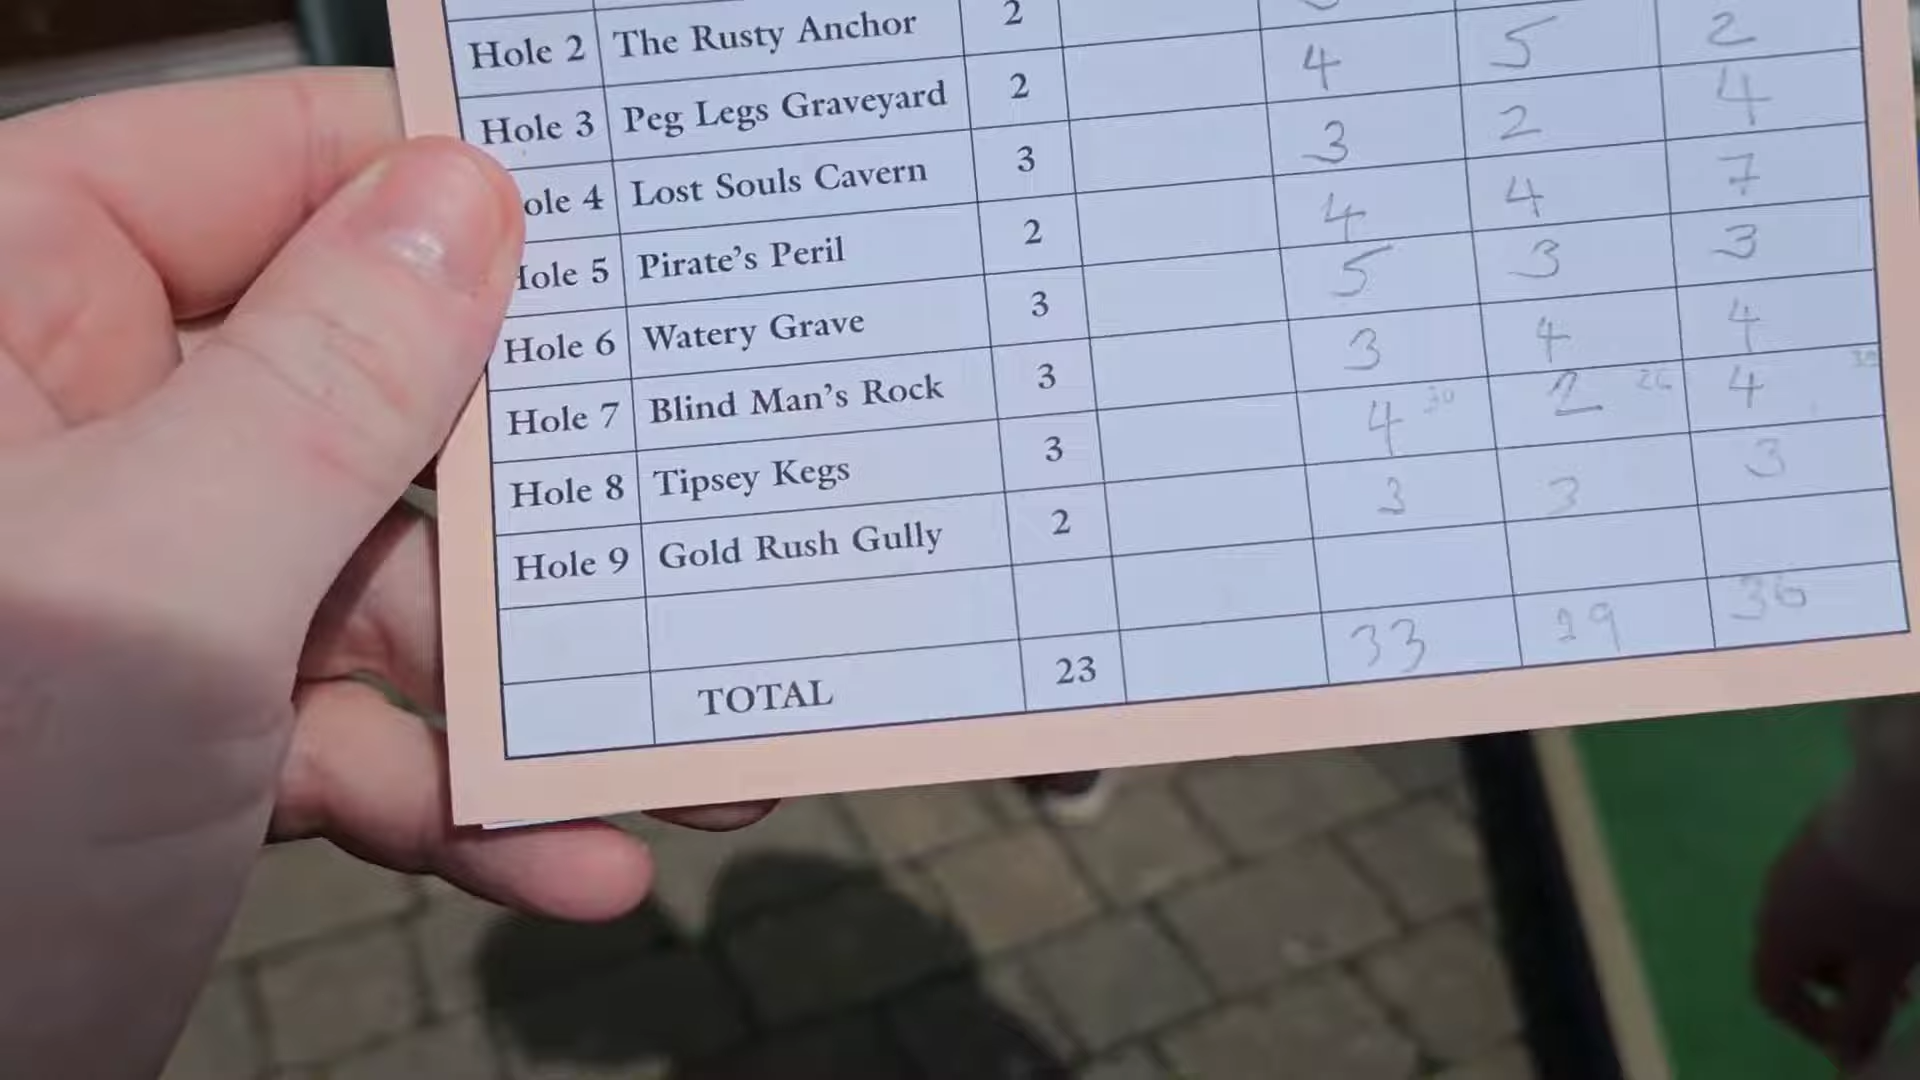 Hole 2 The Rusty Anchor 2
Hole 3 Peg Legs Graveyard 2 4 5 2
ole 4 Lost Souls Cavern 3 3 2 4
Hole 5 Pirate's Peril 2 4 4 7
Hole 6 Watery Grave 3 5 3 3
Hole 7 Blind Man's Rock 3 3 4 4
Hole 8 Tipsey Kegs 3 4 30 2 26 4
Hole 9 Gold Rush Gully 2 3 3 3
TOTAL 23 33 29 36